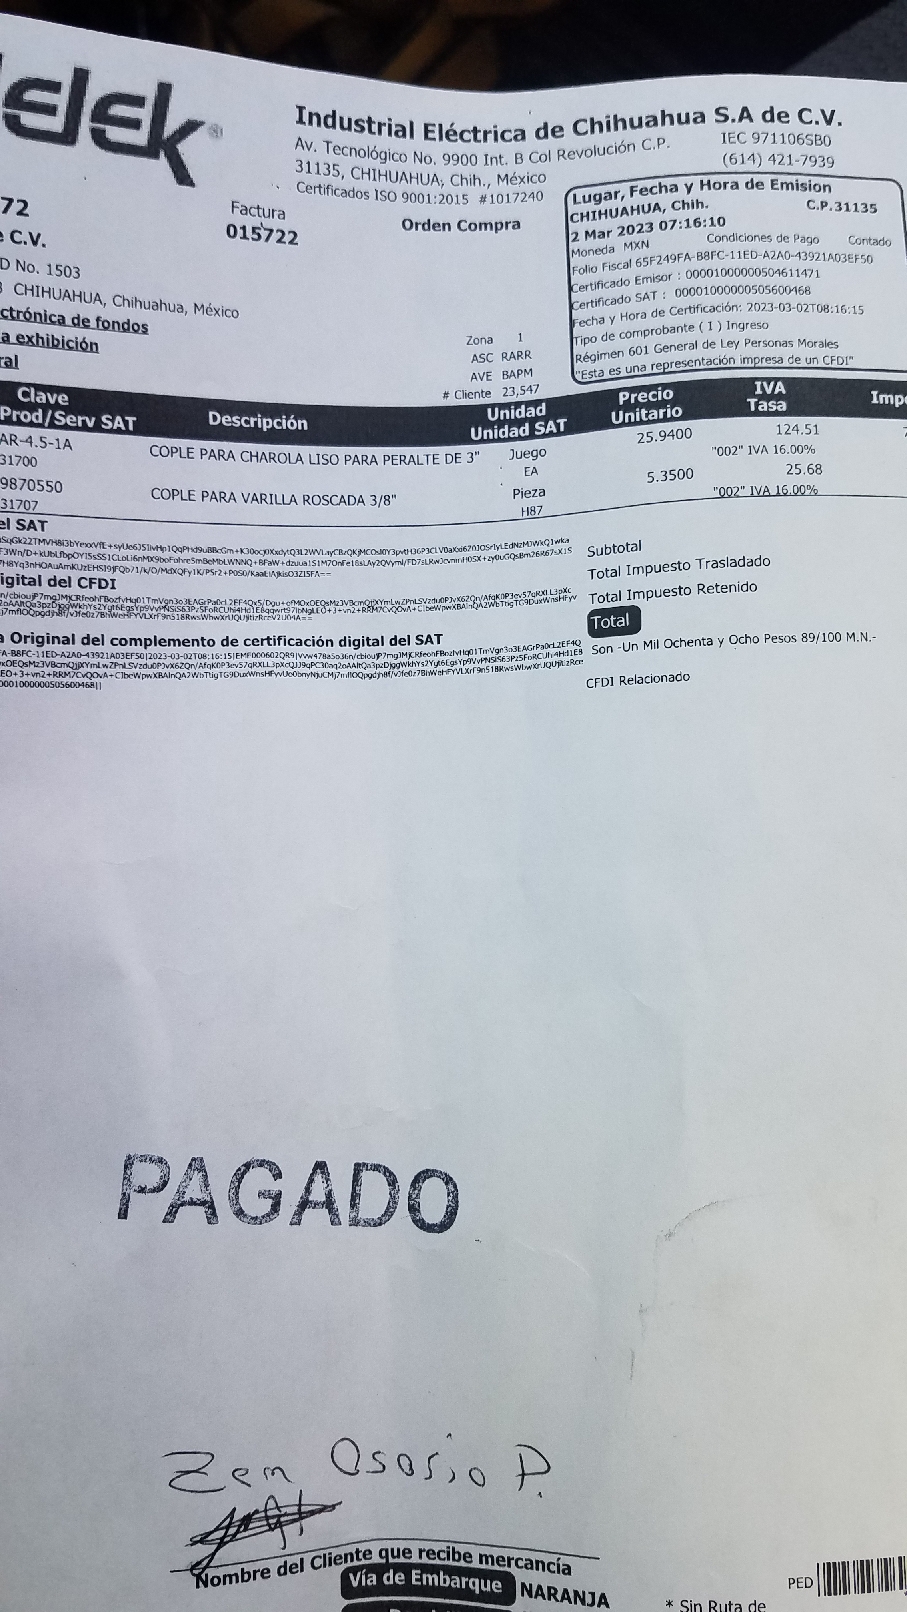 elek
Industrial Eléctrica de Chihuahua S.A de C.V.
Av. Tecnológico No. 9900 Int. B Col Revolución C.P.
31135, CHIHUAHUA, Chih., México
Certificados ISO 9001:2015 #1017240
IEC 971106SB0
(614) 421-7939
72
Factura
015722
Orden Compra
C.V.
D No. 1503
CHIHUAHUA, Chihuahua, México
ctrónica de fondos
a exhibición
ral
Lugar, Fecha y Hora de Emision
CHIHUAHUA, Chih. C.P.31135
2 Mar 2023 07:16:10
Moneda MXN Condiciones de Pago Contado
Folio Fiscal 65F249FA-B8FC-11ED-A2A0-43921A03EF50
Certificado Emisor : 00001000000504611471
Certificado SAT : 00001000000505600468
Fecha y Hora de Certificación: 2023-03-02T08:16:15
Tipo de comprobante ( 1 ) Ingreso
Régimen 601 General de Ley Personas Morales
"Esta es una representación impresa de un CFDI"
Zona 1
ASC RARR
AVE BAPM
# Cliente 23,547
Clave
Prod/Serv SAT
Descripción
Unidad
Unidad SAT
Precio
Unitario
IVA
Tasa
Imp
AR-4.5-1A COPLE PARA CHAROLA LISO PARA PERALTE DE 3" Juego 25.9400 124.51
31700 EA "002" IVA 16.00%
9870550 COPLE PARA VARILLA ROSCADA 3/8" Pieza 5.3500 25.68
31707 H87 "002" IVA 16.00%
el SAT
igital del CFDI
a Original del complemento de certificación digital del SAT
Subtotal
Total Impuesto Trasladado
Total Impuesto Retenido
Total
Son -Un Mil Ochenta y Ocho Pesos 89/100 M.N.-
CFDI Relacionado
PAGADO
Zen Osorio P.
Nombre del Cliente que recibe mercancía
Vía de Embarque NARANJA
PED
* Sin Ruta de